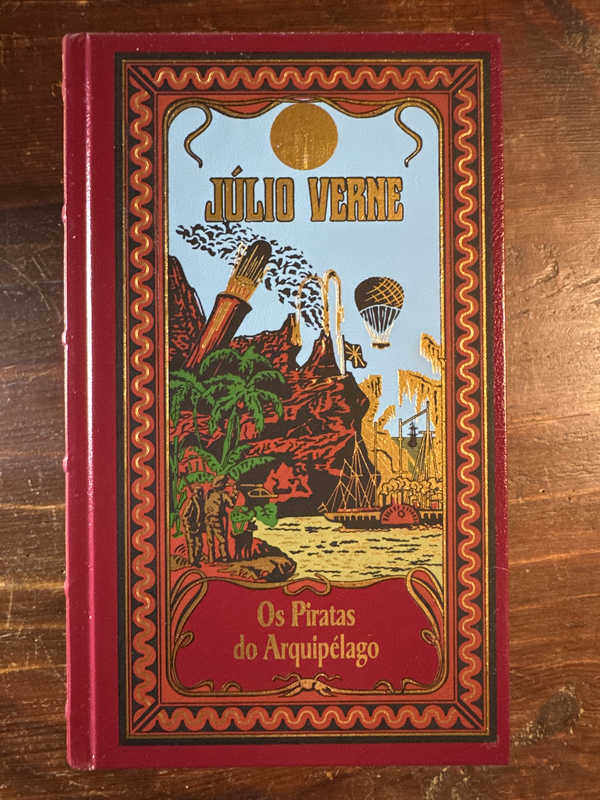 JÚLIO VERNE
Os Piratas
do Arquipélago